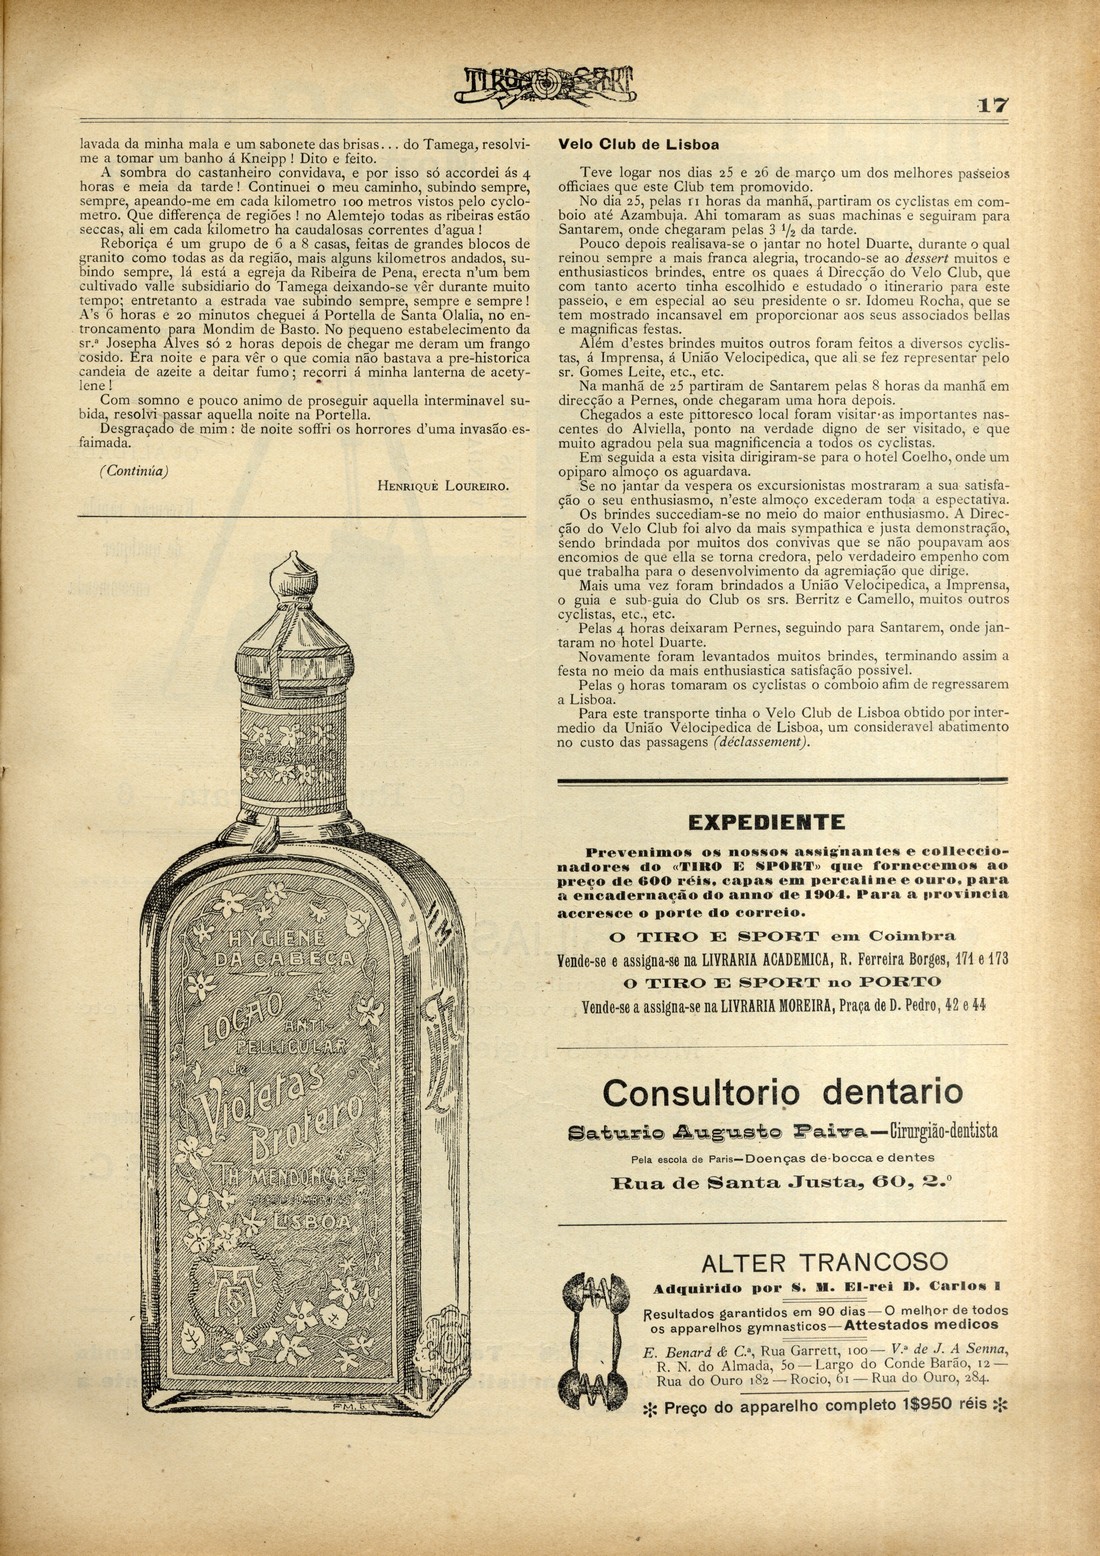 TIRO E SPORT
17
lavada da minha mala e um sabonete das brisas... do Tamega, resolvi-
me a tomar um banho á Kneipp ! Dito e feito.
A sombra do castanheiro convidava, e por isso só accordei ás 4
horas e meia da tarde ! Continuei o meu caminho, subindo sempre,
sempre, apeando-me em cada kilometro 100 metros vistos pelo cyclo-
metro. Que differença de regiões ! no Alemtejo todas as ribeiras estão
seccas, ali em cada kilometro ha caudalosas correntes d'agua !
Reboriça é um grupo de 6 a 8 casas, feitas de grandes blocos de
granito como todas as da região, mais alguns kilometros andados, su-
bindo sempre, lá está a egreja da Ribeira de Pena, erecta n'um bem
cultivado valle subsidiario do Tamega deixando-se vêr durante muito
tempo; entretanto a estrada vae subindo sempre, sempre e sempre !
A's 6 horas e 20 minutos cheguei á Portella de Santa Olalia, no en-
troncamento para Mondim de Basto. No pequeno estabelecimento da
sr.ª Josepha Alves só 2 horas depois de chegar me deram um frango
cosido. Era noite e para vêr o que comia não bastava a pre-historica
candeia de azeite a deitar fumo; recorri á minha lanterna de acety-
lene !
Com somno e pouco animo de proseguir aquella interminavel su-
bida, resolvi passar aquella noite na Portella.
Desgraçado de mim : de noite soffri os horrores d'uma invasão es-
faimada.
(Continúa)
HENRIQUE LOUREIRO.
HYGIENE
DA CABEÇA
LOÇÃO
ANTI-
PELLICULAR
de
Violetas
Brotero
LISBOA
Velo Club de Lisboa
Teve logar nos dias 25 e 26 de março um dos melhores passeios
officiaes que este Club tem promovido.
No dia 25, pelas 11 horas da manhã, partiram os cyclistas em com-
boio até Azambuja. Ahi tomaram as suas machinas e seguiram para
Santarem, onde chegaram pelas 3 ½ da tarde.
Pouco depois realisava-se o jantar no hotel Duarte, durante o qual
reinou sempre a mais franca alegria, trocando-se ao dessert muitos e
enthusiasticos brindes, entre os quaes á Direcção do Velo Club, que
com tanto acerto tinha escolhido e estudado o itinerario para este
passeio, e em especial ao seu presidente o sr. Idomeu Rocha, que se
tem mostrado incansavel em proporcionar aos seus associados bellas
e magnificas festas.
Além d'estes brindes muitos outros foram feitos a diversos cyclis-
tas, á Imprensa, á União Velocipedica, que ali se fez representar pelo
sr. Gomes Leite, etc., etc.
Na manhã de 25 partiram de Santarem pelas 8 horas da manhã em
direcção a Pernes, onde chegaram uma hora depois.
Chegados a este pittoresco local foram visitar as importantes nas-
centes do Alviella, ponto na verdade digno de ser visitado, e que
muito agradou pela sua magnificencia a todos os cyclistas.
Em seguida a esta visita dirigiram-se para o hotel Coelho, onde um
opiparo almoço os aguardava.
Se no jantar da vespera os excursionistas mostraram a sua satisfa-
ção o seu enthusiasmo, n'este almoço excederam toda a espectativa.
Os brindes succediam-se no meio do maior enthusiasmo. A Direc-
ção do Velo Club foi alvo da mais sympathica e justa demonstração,
sendo brindada por muitos dos convivas que se não poupavam aos
encomios de que ella se torna credora, pelo verdadeiro empenho com
que trabalha para o desenvolvimento da agremiação que dirige.
Mais uma vez foram brindados a União Velocipedica, a Imprensa,
o guia e sub-guia do Club os srs. Berritz e Camello, muitos outros
cyclistas, etc., etc.
Pelas 4 horas deixaram Pernes, seguindo para Santarem, onde jan-
taram no hotel Duarte.
Novamente foram levantados muitos brindes, terminando assim a
festa no meio da mais enthusiastica satisfação possivel.
Pelas 9 horas tomaram os cyclistas o comboio afim de regressarem
a Lisboa.
Para este transporte tinha o Velo Club de Lisboa obtido por inter-
medio da União Velocipedica de Lisboa, um consideravel abatimento
no custo das passagens (déclassement).
EXPEDIENTE
Prevenimos os nossos assignantes e colleccio-
nadores do «TIRO E SPORT» que fornecemos ao
preço de 600 réis, capas em percaline e ouro, para
a encadernação do anno de 1904. Para a provincia
accresce o porte do correio.
O TIRO E SPORT em Coimbra
Vende-se e assigna-se na LIVRARIA ACADEMICA, R. Ferreira Borges, 171 e 173
O TIRO E SPORT no PORTO
Vende-se a assigna-se na LIVRARIA MOREIRA, Praça de D. Pedro, 42 e 44
Consultorio dentario
Saturio Augusto Paiva—Cirurgião-dentista
Pela escola de Paris—Doenças de bocca e dentes
Rua de Santa Justa, 60, 2.º
ALTER TRANCOSO
Adquirido por S. M. El-rei D. Carlos I
Resultados garantidos em 90 dias—O melhor de todos
os apparelhos gymnasticos—Attestados medicos
E. Benard & C.ª, Rua Garrett, 100— V.ª de J. A Senna,
R. N. do Almada, 50—Largo do Conde Barão, 12—
Rua do Ouro 182—Rocio, 61—Rua do Ouro, 284.
✻ Preço do apparelho completo 1$950 réis ✻